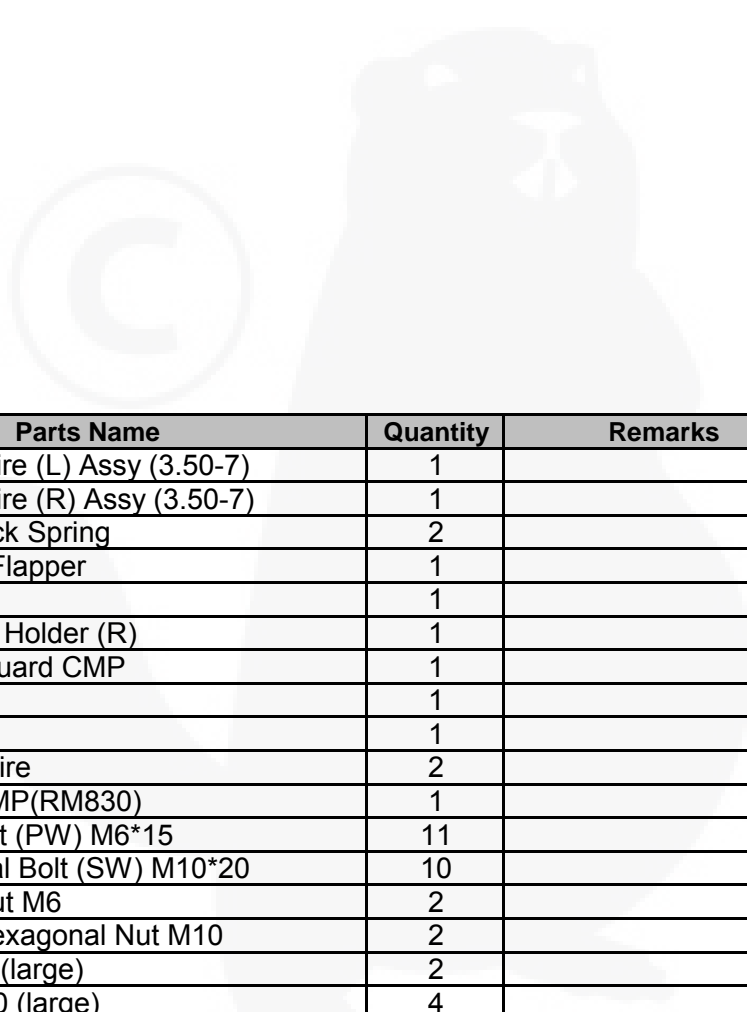 C
Parts Name Quantity Remarks
ire (L) Assy (3.50-7) 1
ire (R) Assy (3.50-7) 1
ck Spring 2
Flapper 1
1
Holder (R) 1
uard CMP 1
1
1
ire 2
MP(RM830) 1
t (PW) M6*15 11
al Bolt (SW) M10*20 10
ut M6 2
exagonal Nut M10 2
(large) 2
0 (large) 4